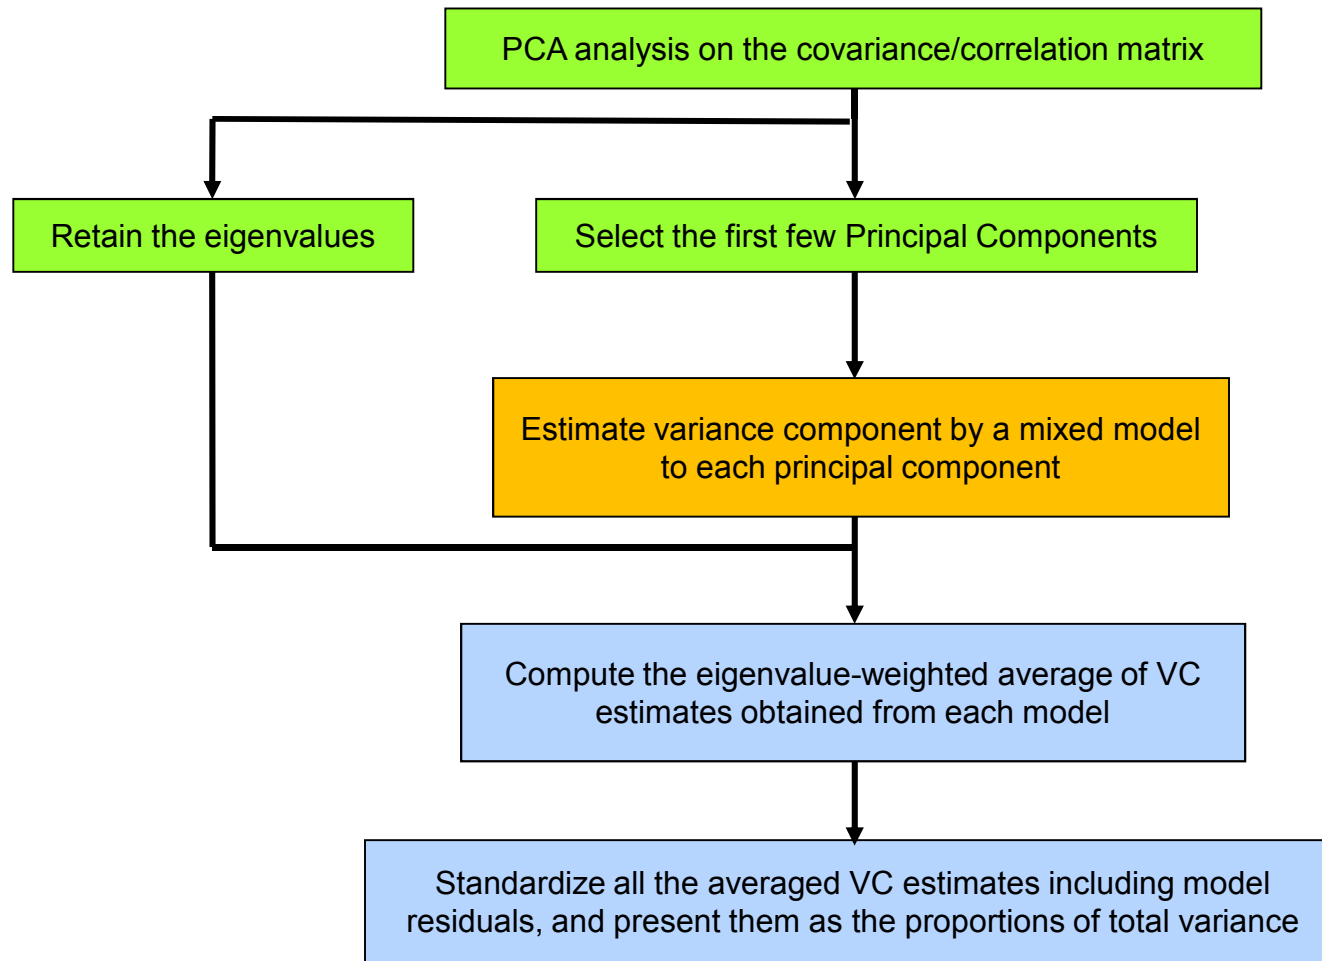 PCA analysis on the covariance/correlation matrix
Retain the eigenvalues
Select the first few Principal Components
Estimate variance component by a mixed model
to each principal component
Compute the eigenvalue-weighted average of VC
estimates obtained from each model
Standardize all the averaged VC estimates including model
residuals, and present them as the proportions of total variance